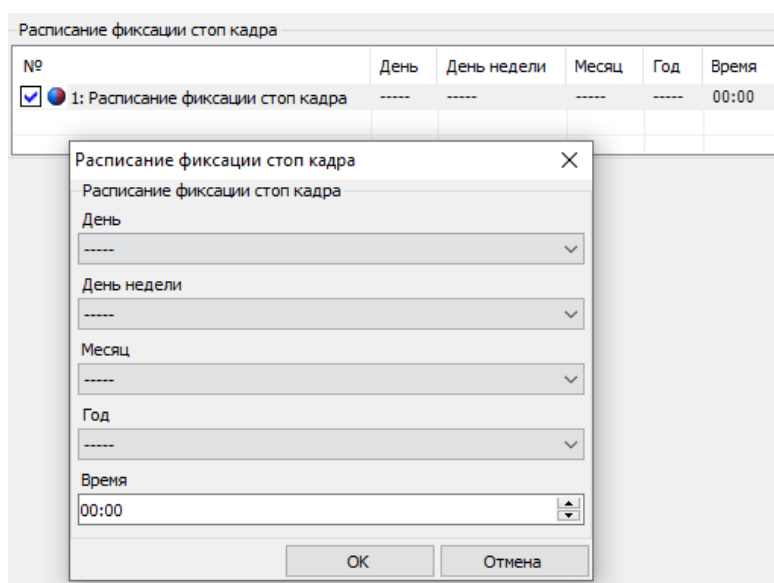 Расписание фиксации стоп кадра
№ День День недели Месяц Год Время
1: Расписание фиксации стоп кадра ----- ----- ----- ----- 00:00
Расписание фиксации стоп кадра
Расписание фиксации стоп кадра
День
-----
День недели
-----
Месяц
-----
Год
-----
Время
00:00
OK Отмена